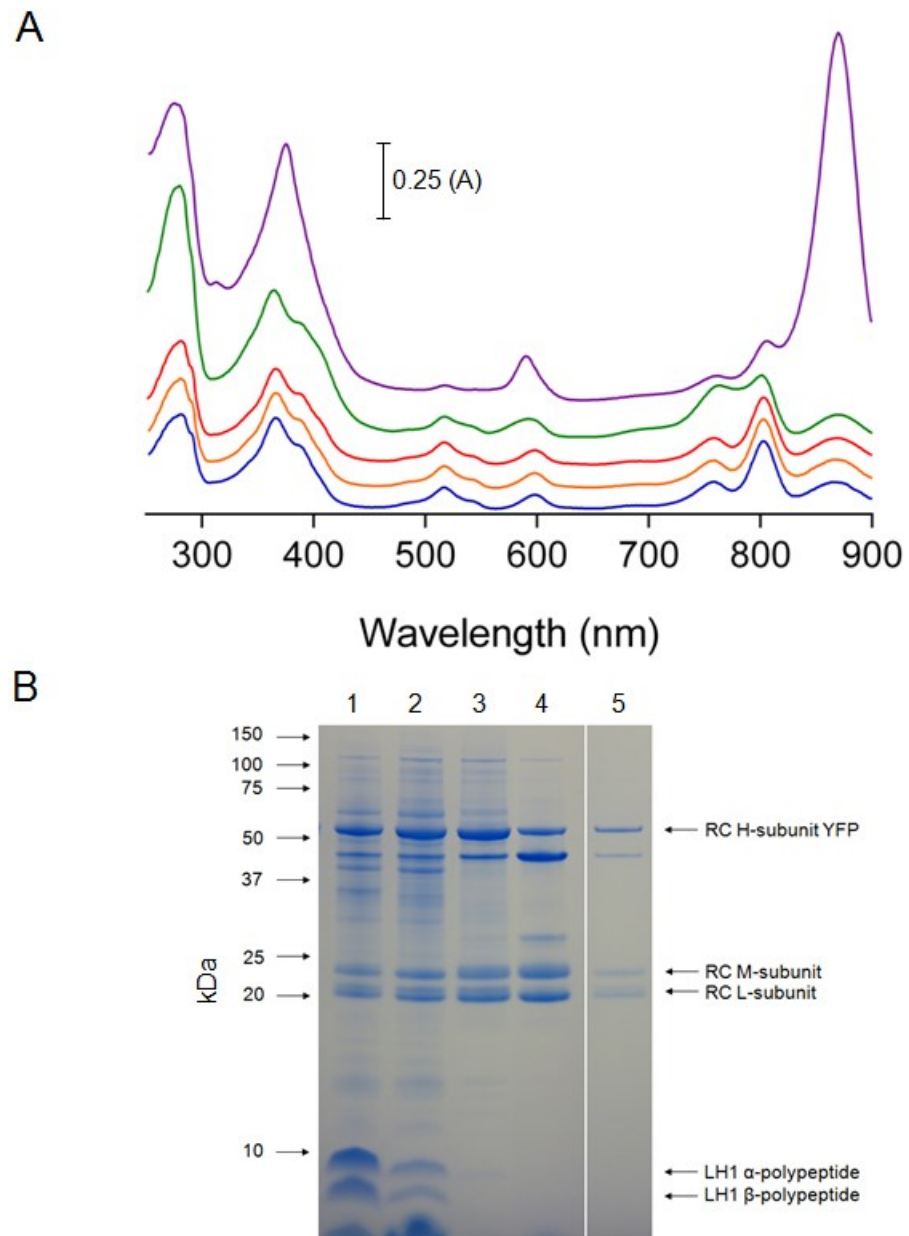 A
0.25 (A)
300 400 500 600 700 800 900
Wavelength (nm)
B
1 2 3 4 5
150
100
75
50
37
25
20
10
kDa
RC H-subunit YFP
RC M-subunit
RC L-subunit
LH1 α-polypeptide
LH1 β-polypeptide